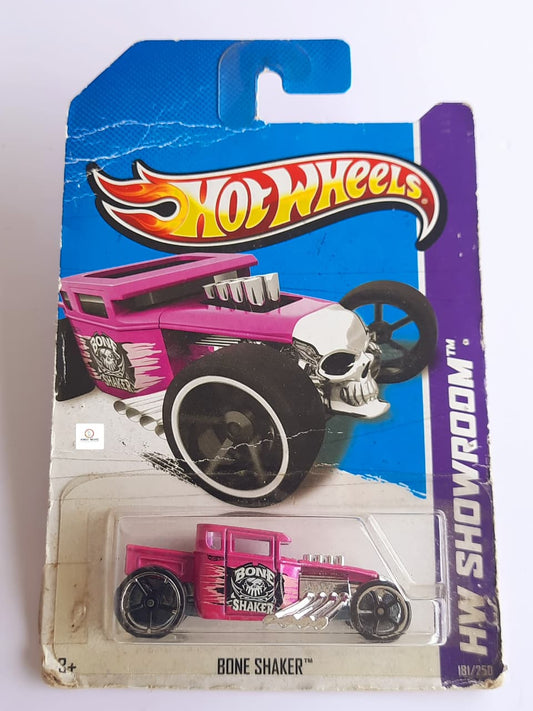 HOT WHEELS®
BONE
SHAKER
HW SHOWROOM™
BONE
SHAKER
3+
BONE SHAKER™
181/250